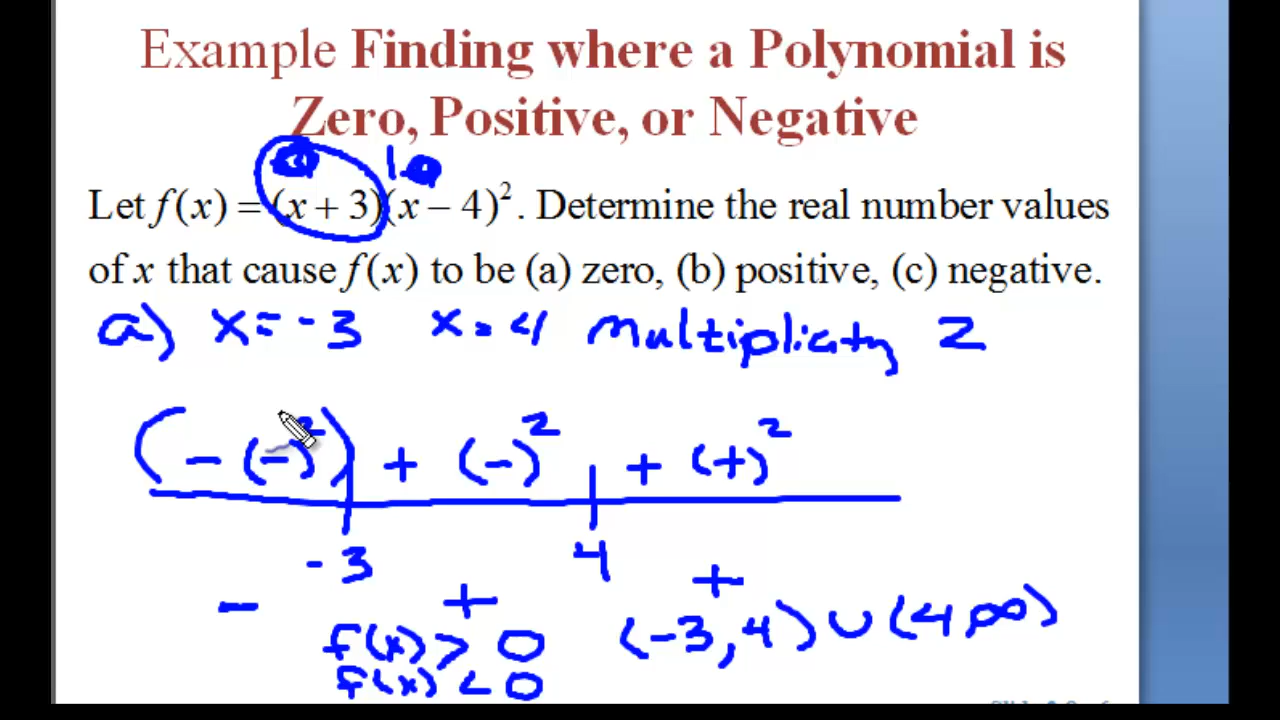 Example Finding where a Polynomial is
Zero, Positive, or Negative
Let f(x) = (x + 3)(x − 4)². Determine the real number values
of x that cause f(x) to be (a) zero, (b) positive, (c) negative.
a) x = -3 x = 4 multiplicity 2
(- (-)²) + (-)² + (+)²
-3 4
- + +
f(x) > 0 (-3, 4) ∪ (4, ∞)
f(x) < 0